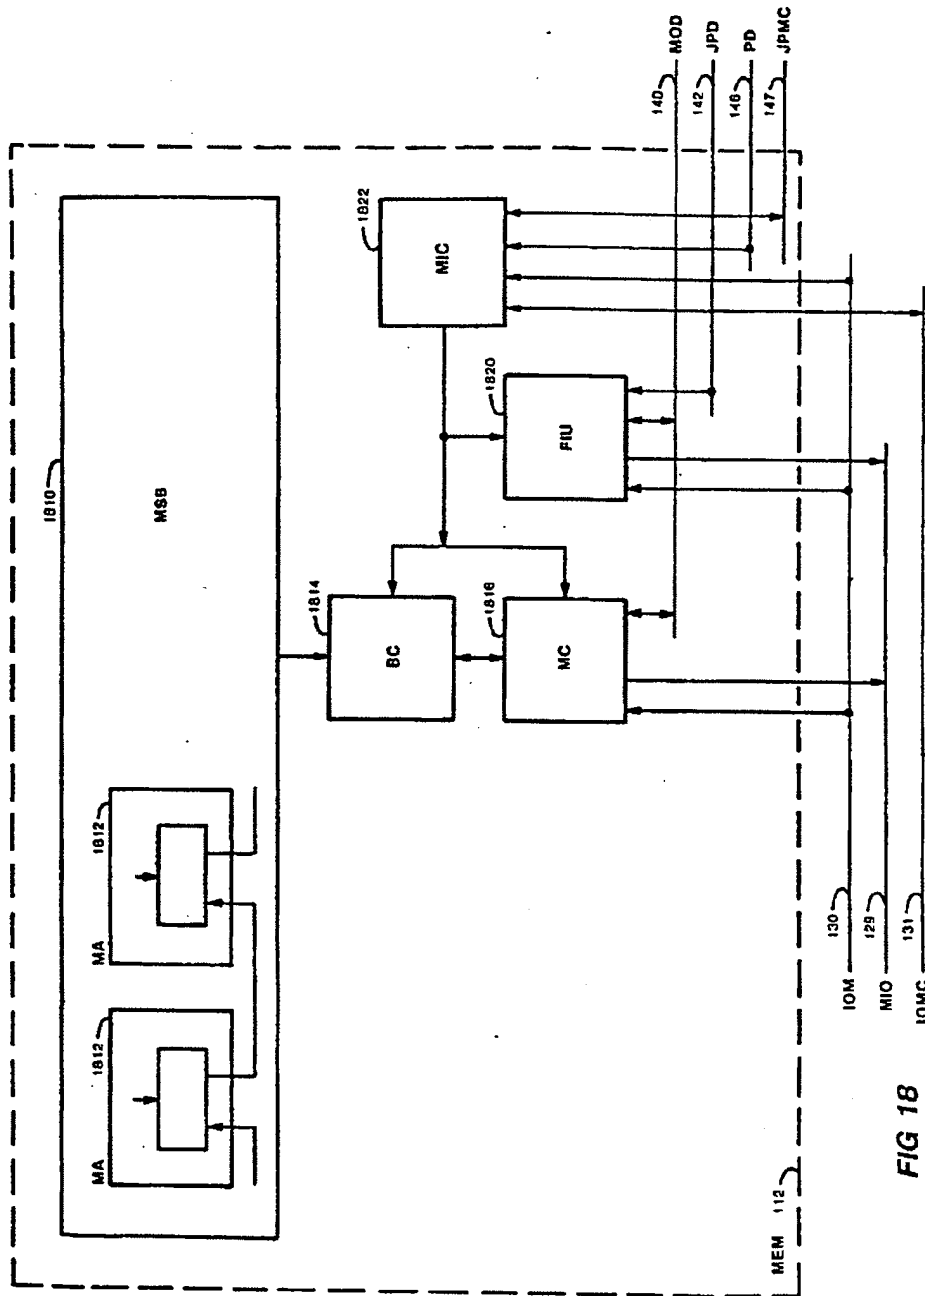 1810
MSB
MA
1812
MA
1812
1822
MIC
1814
BC
1816
MC
1820
FIU
140
MOD
142
JPD
146
PD
147
JPMC
IOM
130
MIO
129
IOMC
131
MEM
112
FIG 18